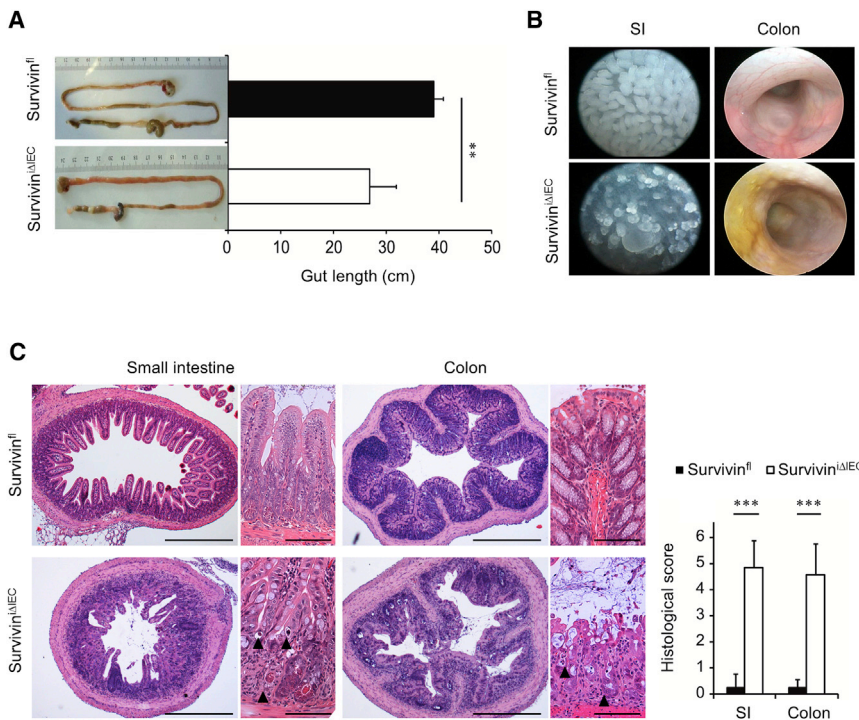 A
Survivin^fl
Survivin^iΔIEC
**
0 10 20 30 40 50
Gut length (cm)
B
SI Colon
Survivin^fl
Survivin^iΔIEC
C
Small intestine Colon
Survivin^fl
Survivin^iΔIEC
Survivin^fl Survivin^iΔIEC
*** ***
Histological score
6
5
4
3
2
1
0
SI Colon